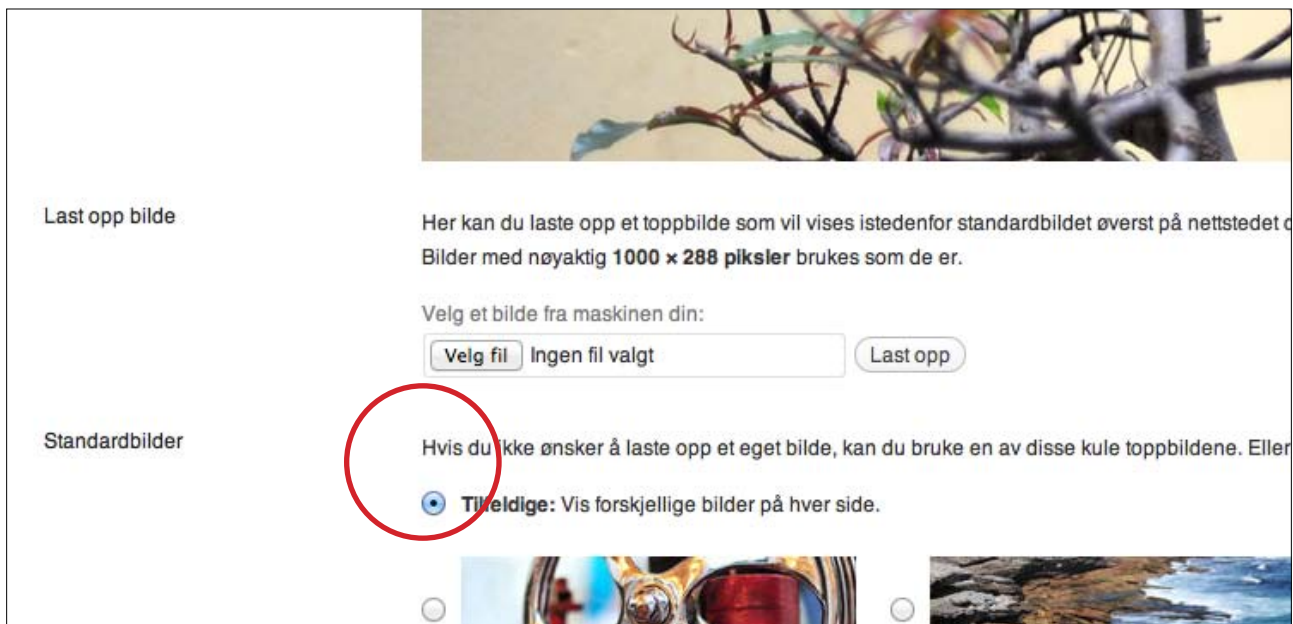 Last opp bilde
Her kan du laste opp et toppbilde som vil vises istedenfor standardbildet øverst på nettstedet
Bilder med nøyaktig 1000 × 288 piksler brukes som de er.
Velg et bilde fra maskinen din:
Velg fil Ingen fil valgt Last opp
Standardbilder
Hvis du ikke ønsker å laste opp et eget bilde, kan du bruke en av disse kule toppbildene. Eller
Tilfeldige: Vis forskjellige bilder på hver side.